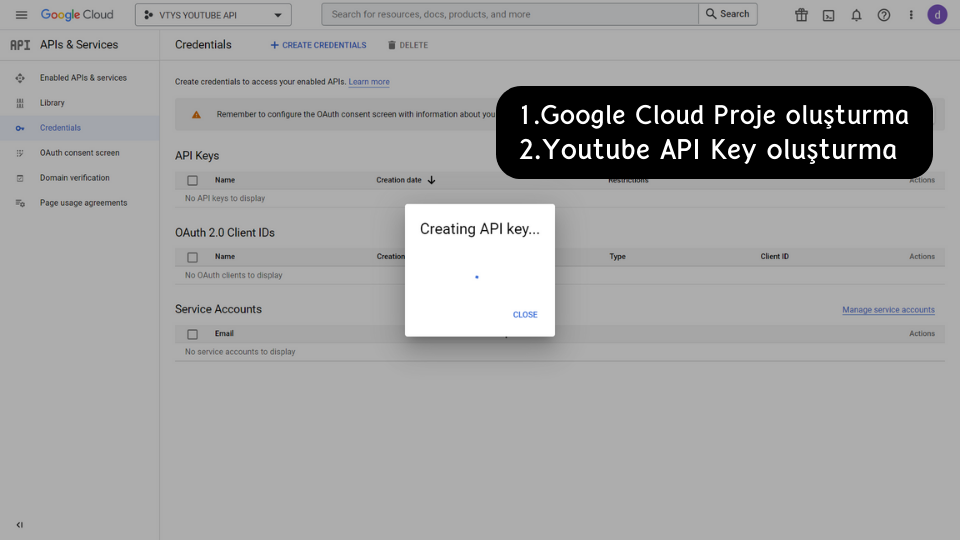 Google Cloud
VTYS YOUTUBE API
Search for resources, docs, products, and more
Search
d
API APIs & Services
Credentials
CREATE CREDENTIALS
DELETE
Enabled APIs & services
Library
Credentials
OAuth consent screen
Domain verification
Page usage agreements
Create credentials to access your enabled APIs. Learn more
Remember to configure the OAuth consent screen with information about you
1.Google Cloud Proje oluşturma
2.Youtube API Key oluşturma
API Keys
Name Creation date Restrictions Actions
No API keys to display
Creating API key...
CLOSE
OAuth 2.0 Client IDs
Name Creation Type Client ID Actions
No OAuth clients to display
Service Accounts
Manage service accounts
Email Actions
No service accounts to display